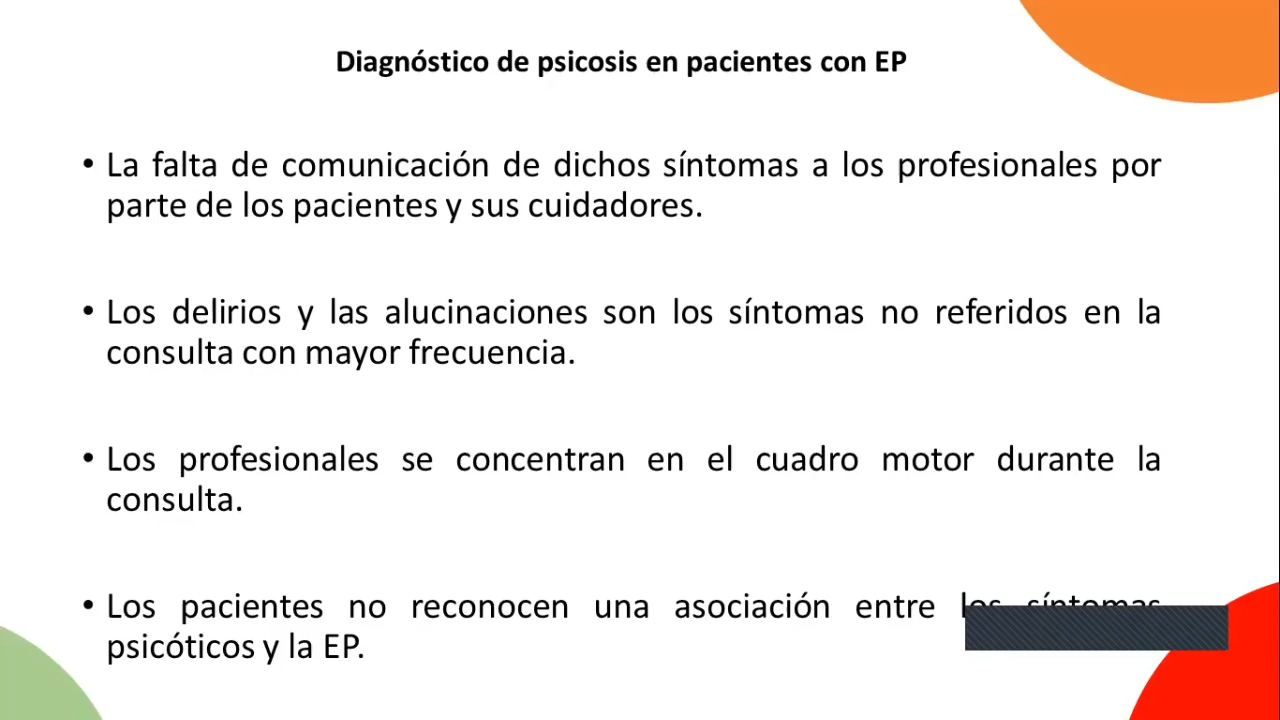 Diagnóstico de psicosis en pacientes con EP
• La falta de comunicación de dichos síntomas a los profesionales por
parte de los pacientes y sus cuidadores.
• Los delirios y las alucinaciones son los síntomas no referidos en la
consulta con mayor frecuencia.
• Los profesionales se concentran en el cuadro motor durante la
consulta.
• Los pacientes no reconocen una asociación entre los síntomas
psicóticos y la EP.